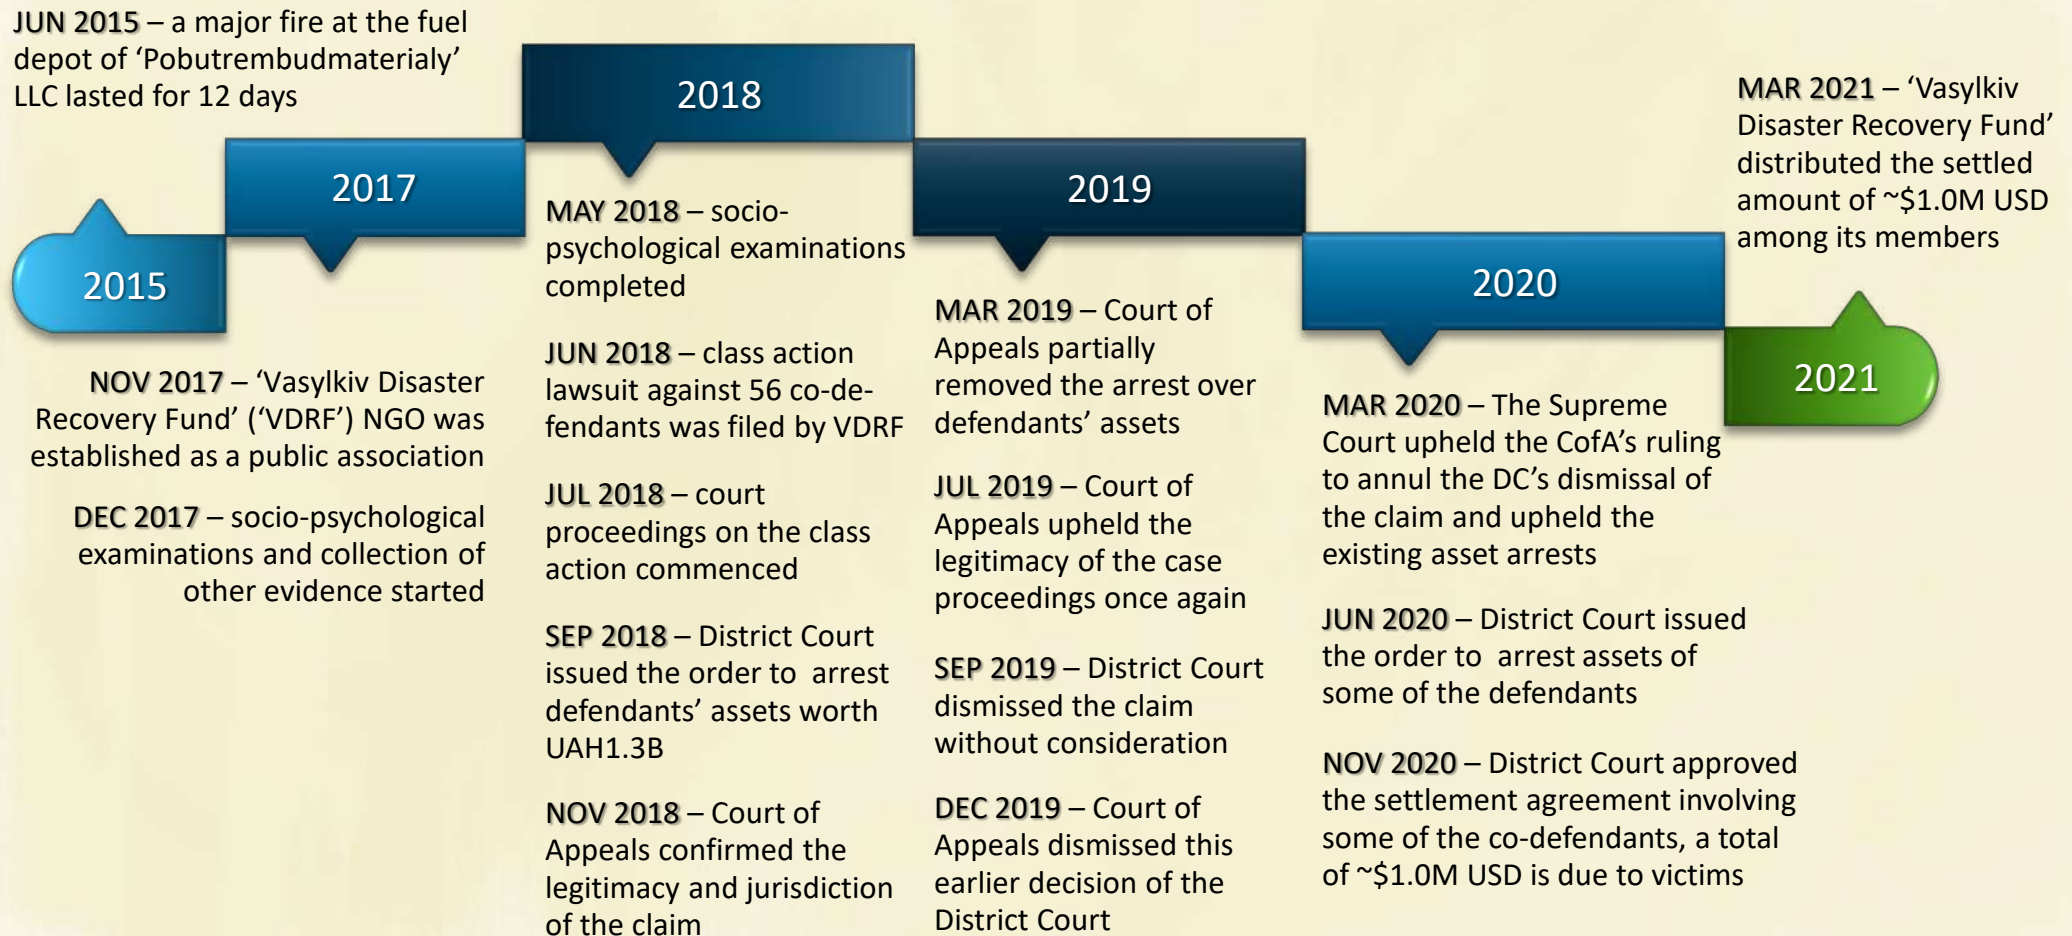 JUN 2015 – a major fire at the fuel
depot of ‘Pobutrembudmaterialy’
LLC lasted for 12 days
2015
2017
NOV 2017 – ‘Vasylkiv Disaster
Recovery Fund’ (‘VDRF’) NGO was
established as a public association
DEC 2017 – socio-psychological
examinations and collection of
other evidence started
2018
MAY 2018 – socio-
psychological examinations
completed
JUN 2018 – class action
lawsuit against 56 co-de-
fendants was filed by VDRF
JUL 2018 – court
proceedings on the class
action commenced
SEP 2018 – District Court
issued the order to  arrest
defendants’ assets worth
UAH1.3B
NOV 2018 – Court of
Appeals confirmed the
legitimacy and jurisdiction
of the claim
2019
MAR 2019 – Court of
Appeals partially
removed the arrest over
defendants’ assets
JUL 2019 – Court of
Appeals upheld the
legitimacy of the case
proceedings once again
SEP 2019 – District Court
dismissed the claim
without consideration
DEC 2019 – Court of
Appeals dismissed this
earlier decision of the
District Court
2020
MAR 2020 – The Supreme
Court upheld the CofA’s ruling
to annul the DC’s dismissal of
the claim and upheld the
existing asset arrests
JUN 2020 – District Court issued
the order to  arrest assets of
some of the defendants
NOV 2020 – District Court approved
the settlement agreement involving
some of the co-defendants, a total
of ~$1.0M USD is due to victims
MAR 2021 – ‘Vasylkiv
Disaster Recovery Fund’
distributed the settled
amount of ~$1.0M USD
among its members
2021